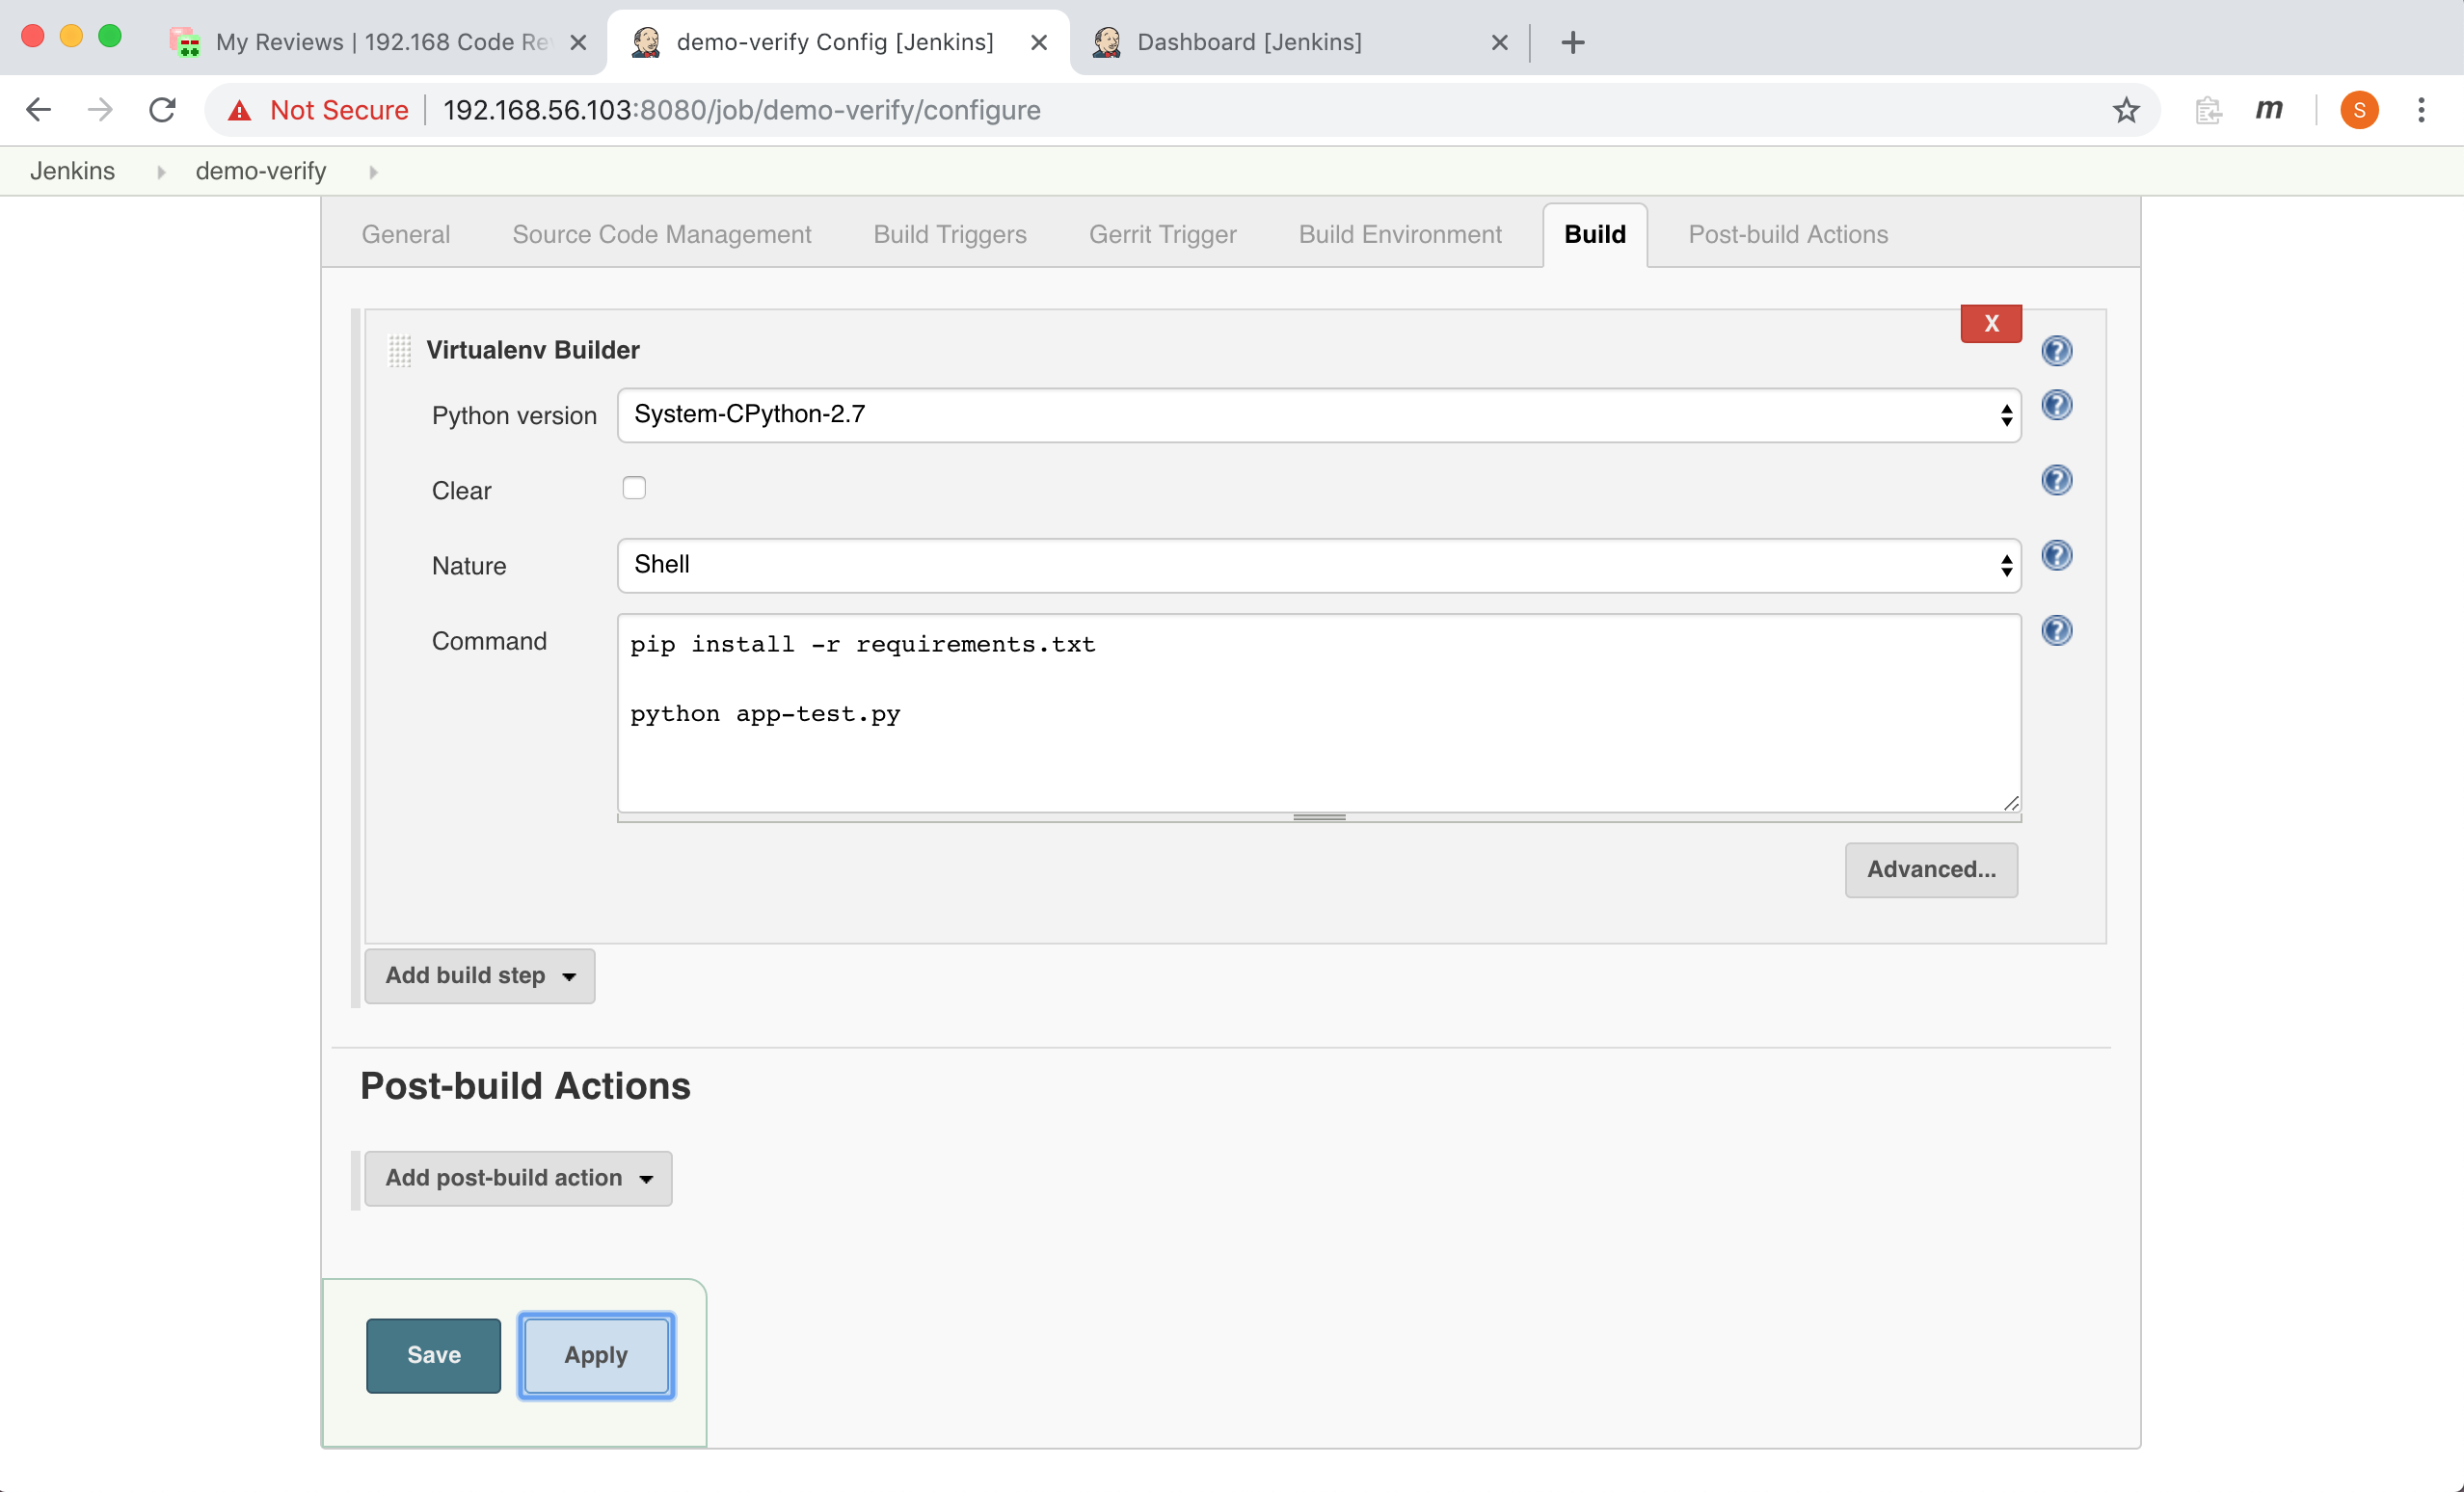 My Reviews | 192.168 Code Re
demo-verify Config [Jenkins]
Dashboard [Jenkins]
Not Secure
192.168.56.103:8080/job/demo-verify/configure
m
S
Jenkins
demo-verify
General
Source Code Management
Build Triggers
Gerrit Trigger
Build Environment
Build
Post-build Actions
X
Virtualenv Builder
Python version
System-CPython-2.7
Clear
Nature
Shell
Command
pip install -r requirements.txt
python app-test.py
Advanced...
Add build step
Post-build Actions
Add post-build action
Save
Apply